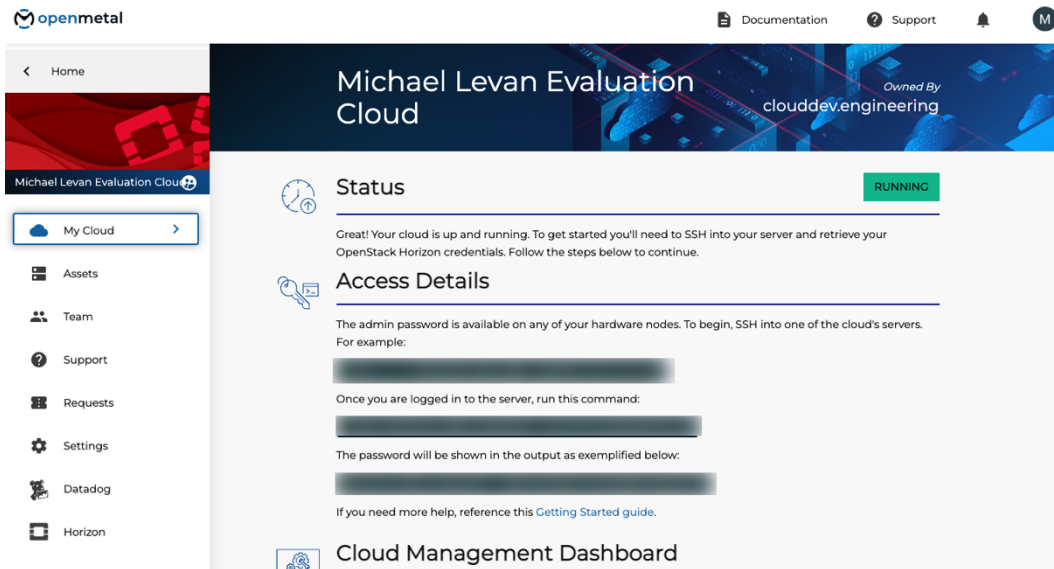 openmetal
Documentation
Support
M
Home
Michael Levan Evaluation
Cloud
Owned By
clouddev.engineering
Michael Levan Evaluation Clou
My Cloud
Assets
Team
Support
Requests
Settings
Datadog
Horizon
Status
RUNNING
Great! Your cloud is up and running. To get started you'll need to SSH into your server and retrieve your
OpenStack Horizon credentials. Follow the steps below to continue.
Access Details
The admin password is available on any of your hardware nodes. To begin, SSH into one of the cloud's servers.
For example:
Once you are logged in to the server, run this command:
The password will be shown in the output as exemplified below:
If you need more help, reference this Getting Started guide.
Cloud Management Dashboard